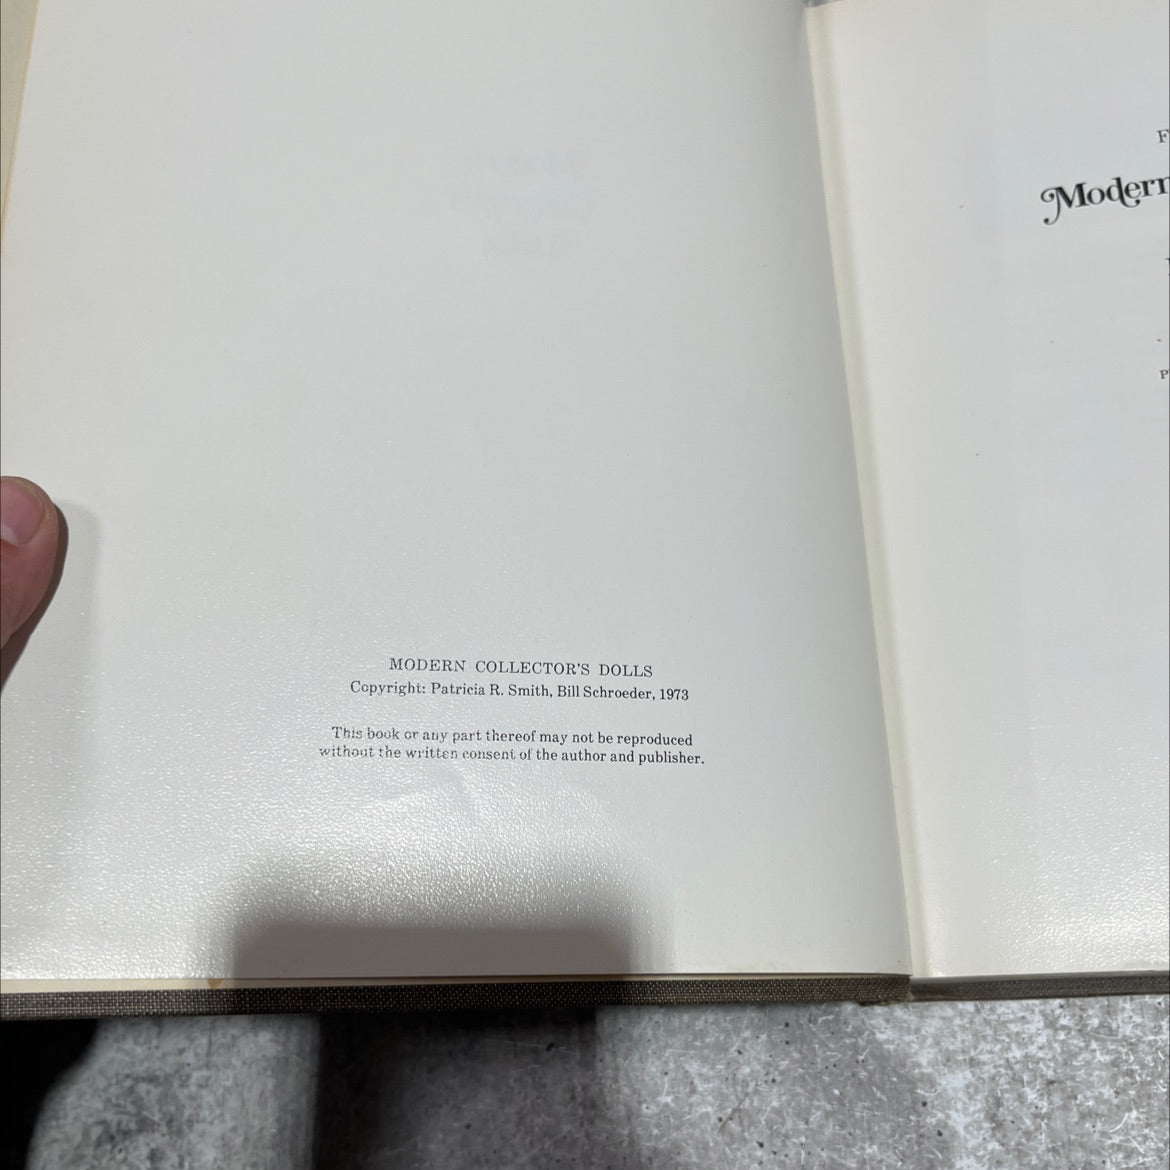 MODERN COLLECTOR'S DOLLS
Copyright: Patricia R. Smith, Bill Schroeder, 1973
This book or any part thereof may not be reproduced
without the written consent of the author and publisher.
F
Modern
P